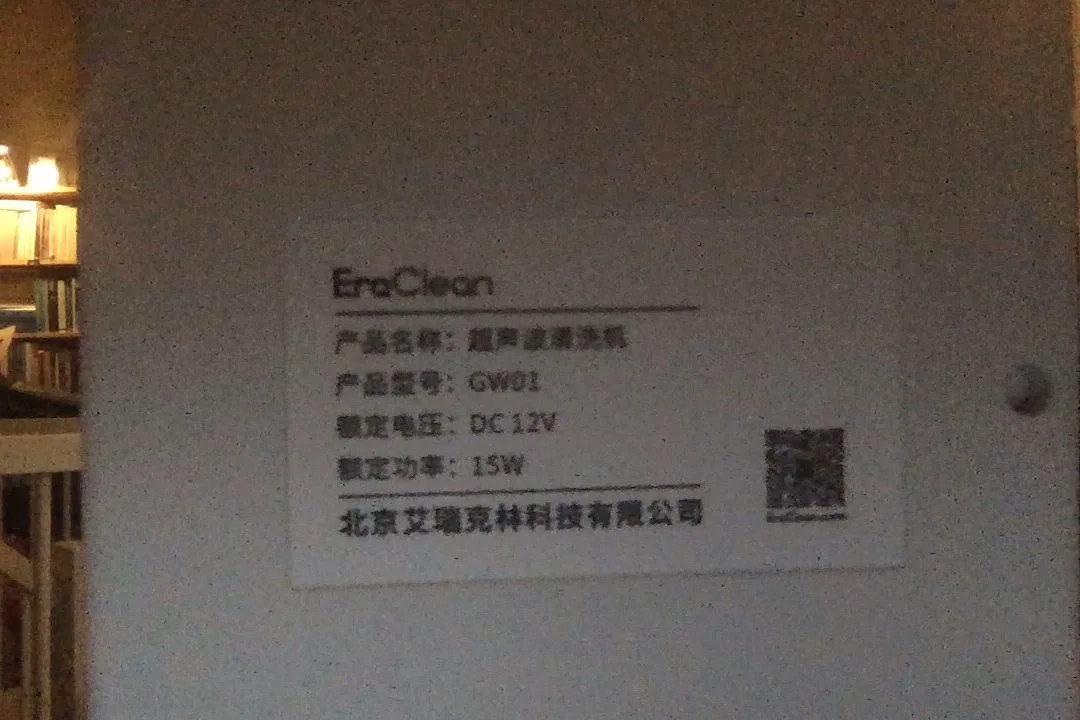 EraClean
产品名称：超声波清洗机
产品型号：GW01
额定电压：DC 12V
额定功率：15W
北京艾瑞克林科技有限公司